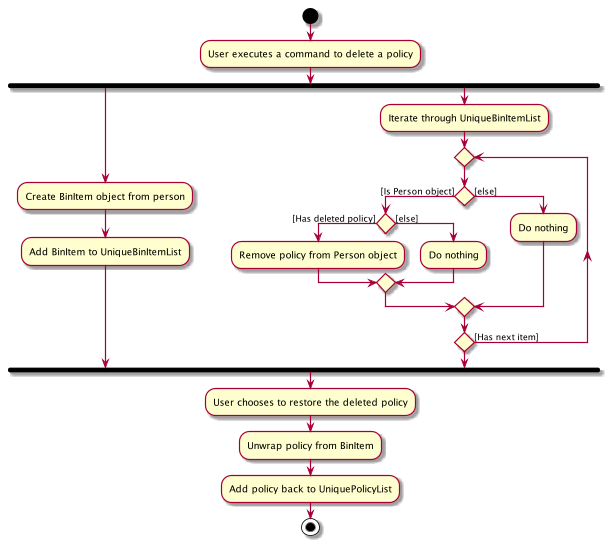 User executes a command to delete a policy
Iterate through UniqueBinItemList
[Is Person object]
[else]
Create BinItem object from person
[Has deleted policy]
[else]
Do nothing
Add BinItem to UniqueBinItemList
Remove policy from Person object
Do nothing
[Has next item]
User chooses to restore the deleted policy
Unwrap policy from BinItem
Add policy back to UniquePolicyList